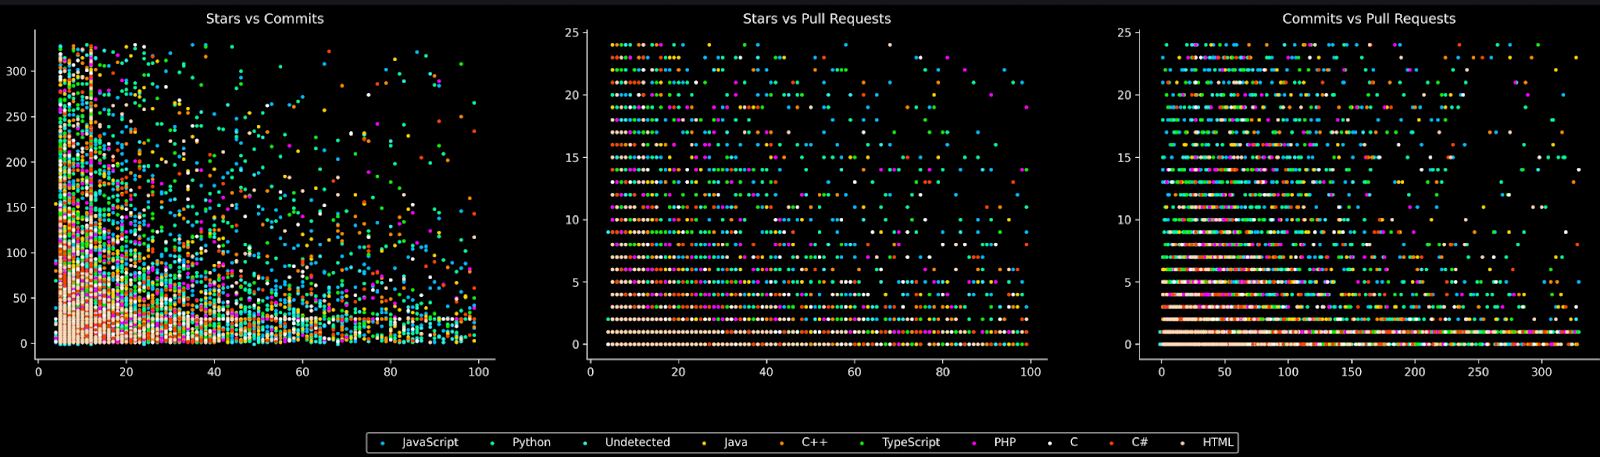 Stars vs Commits
300
250
200
150
100
50
0
0 20 40 60 80 100
Stars vs Pull Requests
25
20
15
10
5
0
0 20 40 60 80 100
Commits vs Pull Requests
25
20
15
10
5
0
0 50 100 150 200 250 300
JavaScript Python Undetected Java C++ TypeScript PHP C C# HTML